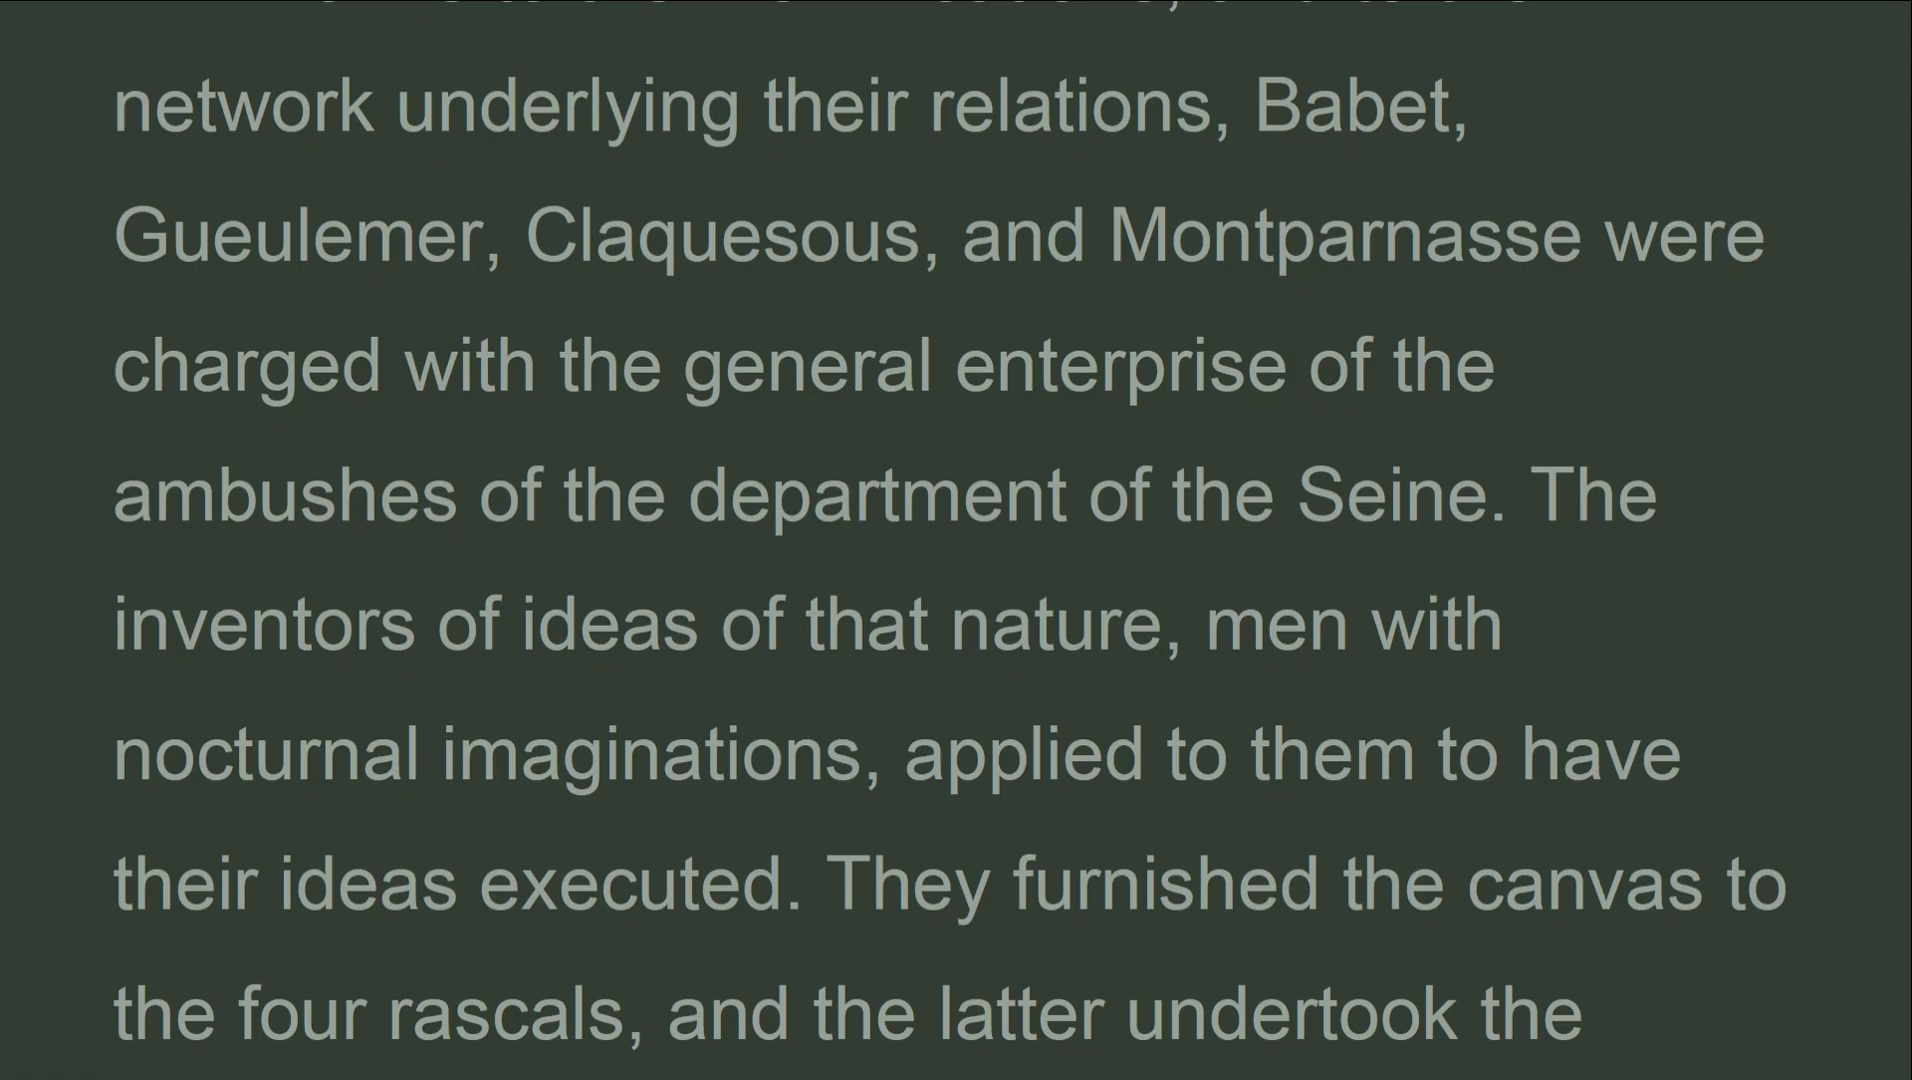 network underlying their relations, Babet,
Gueulemer, Claquesous, and Montparnasse were
charged with the general enterprise of the
ambushes of the department of the Seine. The
inventors of ideas of that nature, men with
nocturnal imaginations, applied to them to have
their ideas executed. They furnished the canvas to
the four rascals, and the latter undertook the